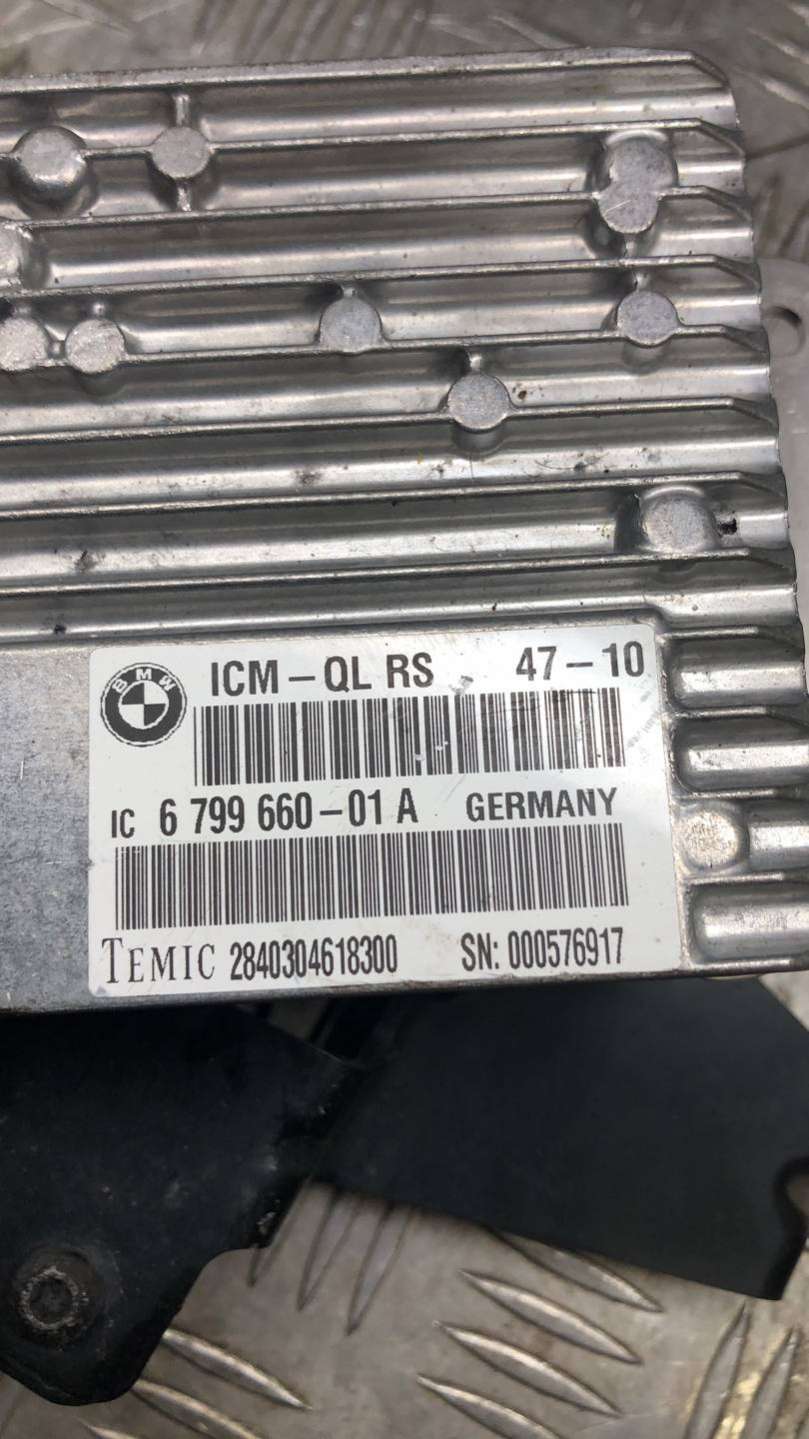 BMW
ICM-QL RS 47-10
IC 6 799 660-01 A GERMANY
TEMIC 2840304618300 SN: 000576917